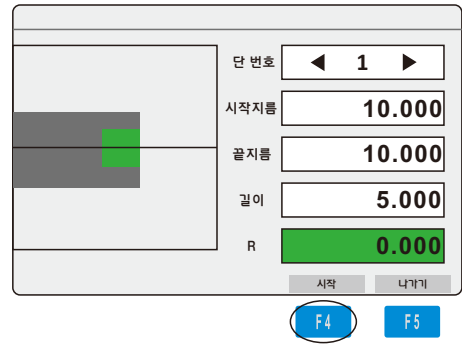 단 번호 ◀ 1 ▶
시작지름 10.000
끝지름 10.000
길이 5.000
R 0.000
시작 나가기
F4 F5